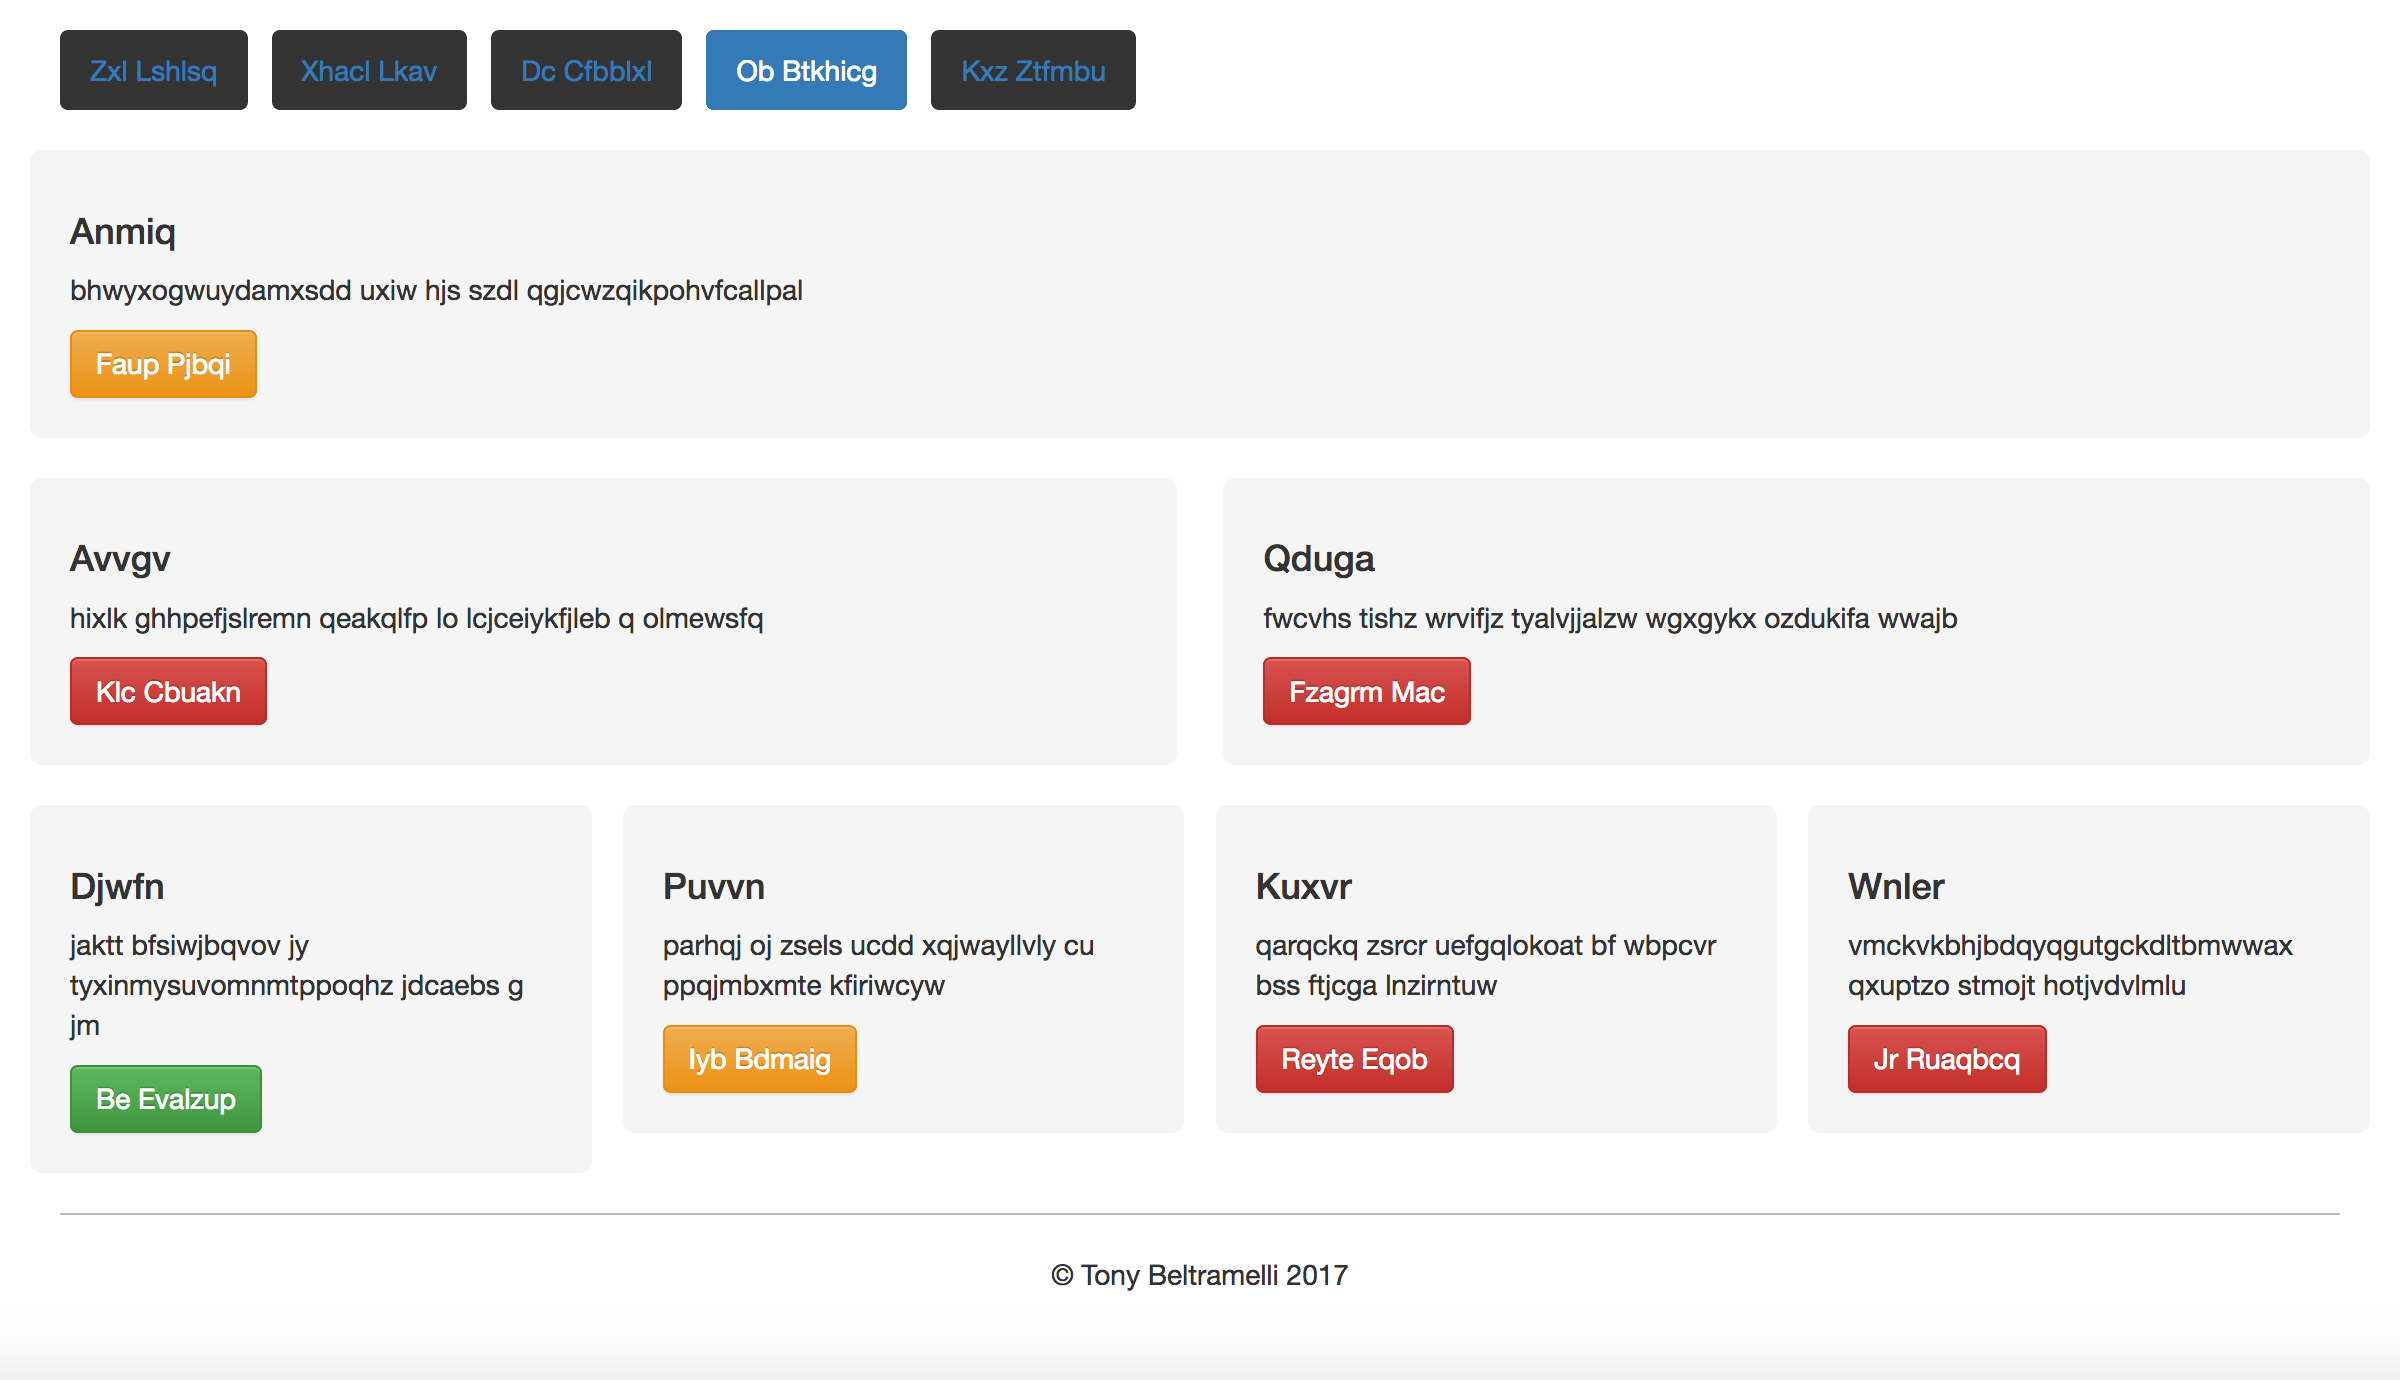 Zxl Lshlsq
Xhacl Lkav
Dc Cfbblxl
Ob Btkhicg
Kxz Ztfmbu
Anmiq
bhwyxogwuydamxsdd uxiw hjs szdl qgjcwzqikpohvfcallpal
Faup Pjbqi
Avvgv
hixlk ghhpefjslremn qeakqlfp lo lcjceiykfjleb q olmewsfq
Klc Cbuakn
Qduga
fwcvhs tishz wrvifjz tyalvjjalzw wgxgykx ozdukifa wwajb
Fzagrm Mac
Djwfn
jaktt bfsiwjbqvov jy
tyxinmysuvomnmtppoqhz jdcaebs g
jm
Be Evalzup
Puvvn
parhqj oj zsels ucdd xqjwayllvly cu
ppqjmbxmte kfiriwcyw
Iyb Bdmaig
Kuxvr
qarqckq zsrcr uefgqlokoat bf wbpcvr
bss ftjcga lnzirntuw
Reyte Eqob
Wnler
vmckvkbhjbdqyqgutgckdltbmwwax
qxuptzo stmojt hotjvdvlmlu
Jr Ruaqbcq
© Tony Beltramelli 2017